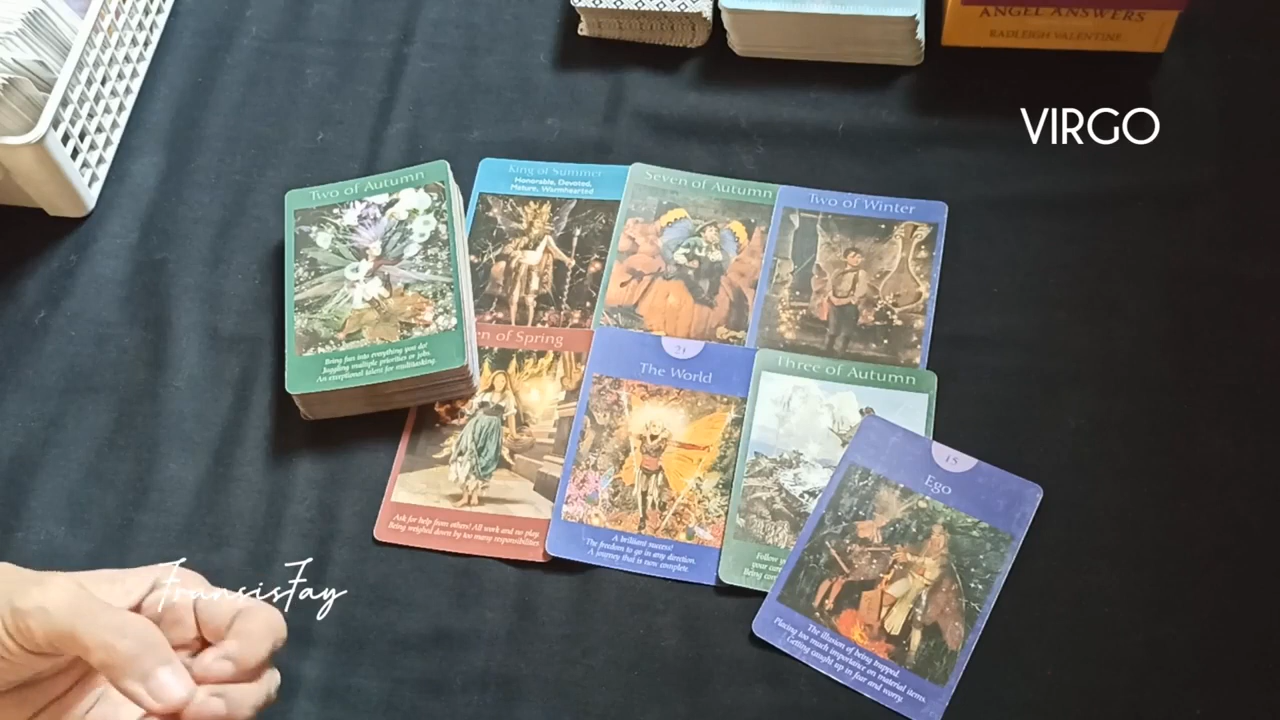 ANGEL ANSWERS
RADLEIGH VALENTINE
VIRGO
Two of Autumn
Bring fun into everything you do!
Juggling multiple priorities or jobs.
An exceptional talent for multitasking.
King of Summer
Honorable, Devoted,
Mature, Warmhearted
Seven of Autumn
Two of Winter
en of Spring
Ask for help from others! All work and no play.
Being weighed down by too many responsibilities.
21
The World
A brilliant success!
The freedom to go in any direction.
A journey that is now complete.
Three of Autumn
Follow
your
Being
15
Ego
The illusion of being trapped.
Placing too much importance on material items.
Getting caught up in fear and worry.
FransisFay